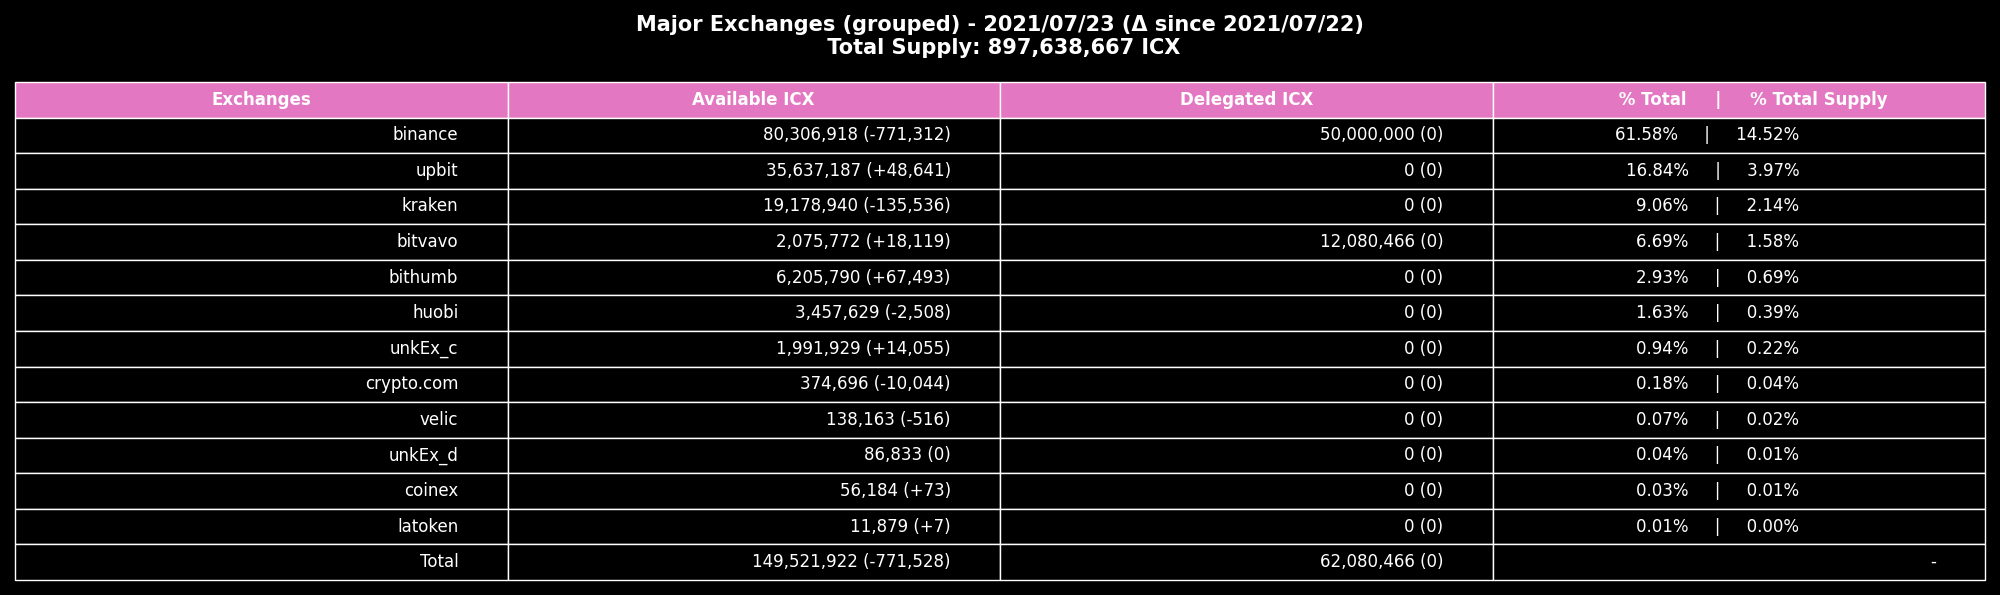 Major Exchanges (grouped) - 2021/07/23 (Δ since 2021/07/22)
Total Supply: 897,638,667 ICX
Exchanges Available ICX Delegated ICX % Total | % Total Supply
binance 80,306,918 (-771,312) 50,000,000 (0) 61.58% | 14.52%
upbit 35,637,187 (+48,641) 0 (0) 16.84% | 3.97%
kraken 19,178,940 (-135,536) 0 (0) 9.06% | 2.14%
bitvavo 2,075,772 (+18,119) 12,080,466 (0) 6.69% | 1.58%
bithumb 6,205,790 (+67,493) 0 (0) 2.93% | 0.69%
huobi 3,457,629 (-2,508) 0 (0) 1.63% | 0.39%
unkEx_c 1,991,929 (+14,055) 0 (0) 0.94% | 0.22%
crypto.com 374,696 (-10,044) 0 (0) 0.18% | 0.04%
velic 138,163 (-516) 0 (0) 0.07% | 0.02%
unkEx_d 86,833 (0) 0 (0) 0.04% | 0.01%
coinex 56,184 (+73) 0 (0) 0.03% | 0.01%
latoken 11,879 (+7) 0 (0) 0.01% | 0.00%
Total 149,521,922 (-771,528) 62,080,466 (0) -